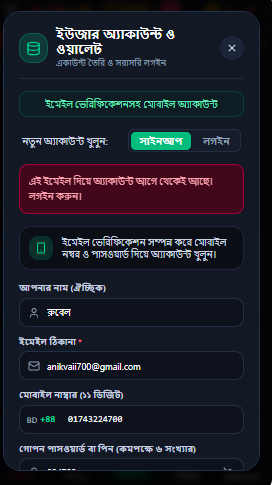 ইউজার অ্যাকাউন্ট ও
ওয়ালেট
একাউন্ট তৈরি ও সরাসরি লগইন
ইমেইল ভেরিফিকেশনসহ মোবাইল অ্যাকাউন্ট
নতুন অ্যাকাউন্ট খুলুন: সাইনআপ লগইন
এই ইমেইল দিয়ে অ্যাকাউন্ট আগে থেকেই আছে।
লগইন করুন।
ইমেইল ভেরিফিকেশন সম্পন্ন করে মোবাইল
নম্বর ও পাসওয়ার্ড দিয়ে অ্যাকাউন্ট খুলুন।
আপনার নাম (ঐচ্ছিক)
রুবেল
ইমেইল ঠিকানা *
anikvaii700@gmail.com
মোবাইল নাম্বার (১১ ডিজিট)
BD +88 01743224700
গোপন পাসওয়ার্ড বা পিন (কমপক্ষে ৬ সংখ্যার)